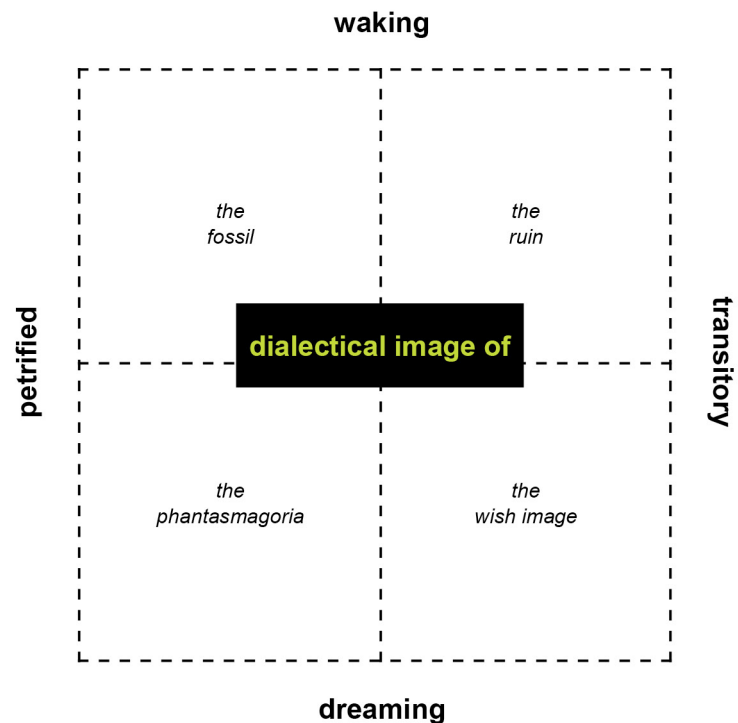 waking
the
fossil
the
ruin
petrified
dialectical image of
transitory
the
phantasmagoria
the
wish image
dreaming